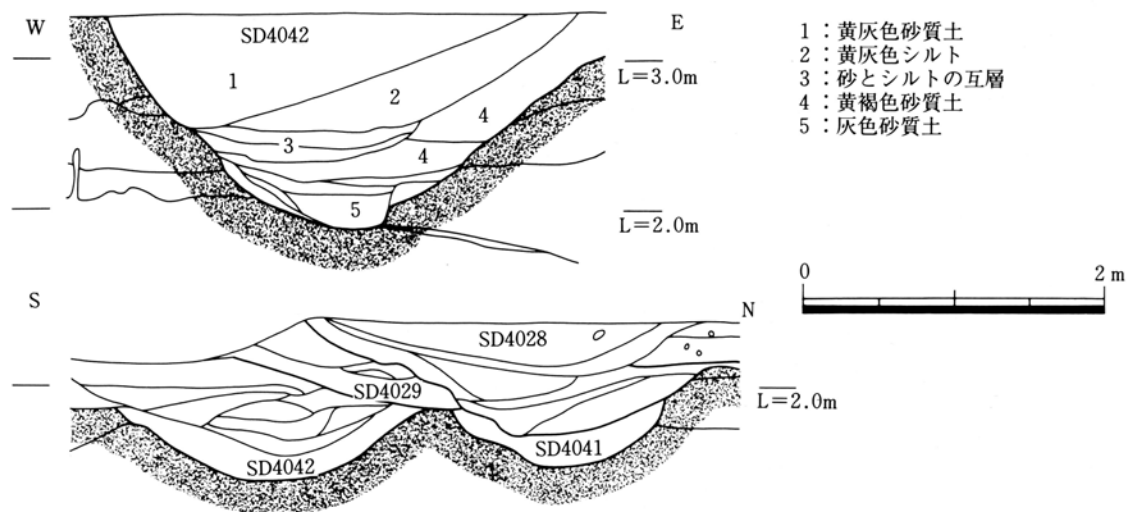 W
SD4042
E
1
2
L=3.0m
3
4
4
5
L=2.0m
1：黄灰色砂質土
2：黄灰色シルト
3：砂とシルトの互層
4：黄褐色砂質土
5：灰色砂質土
0
2 m
S
N
SD4028
SD4029
L=2.0m
SD4042
SD4041